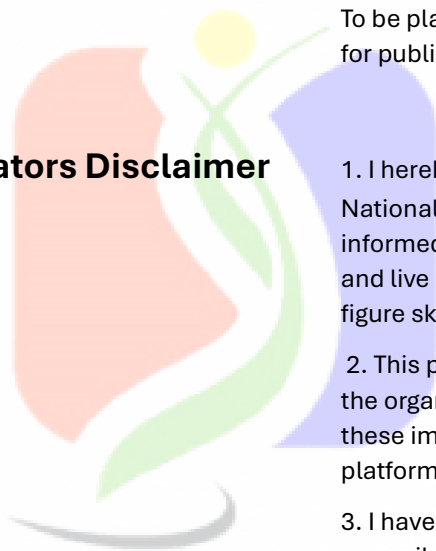 To be pla
for publi
ators Disclaimer
1. I hereb
National
informed
and live
figure sk
2. This p
the organ
these im
platform
3. I have